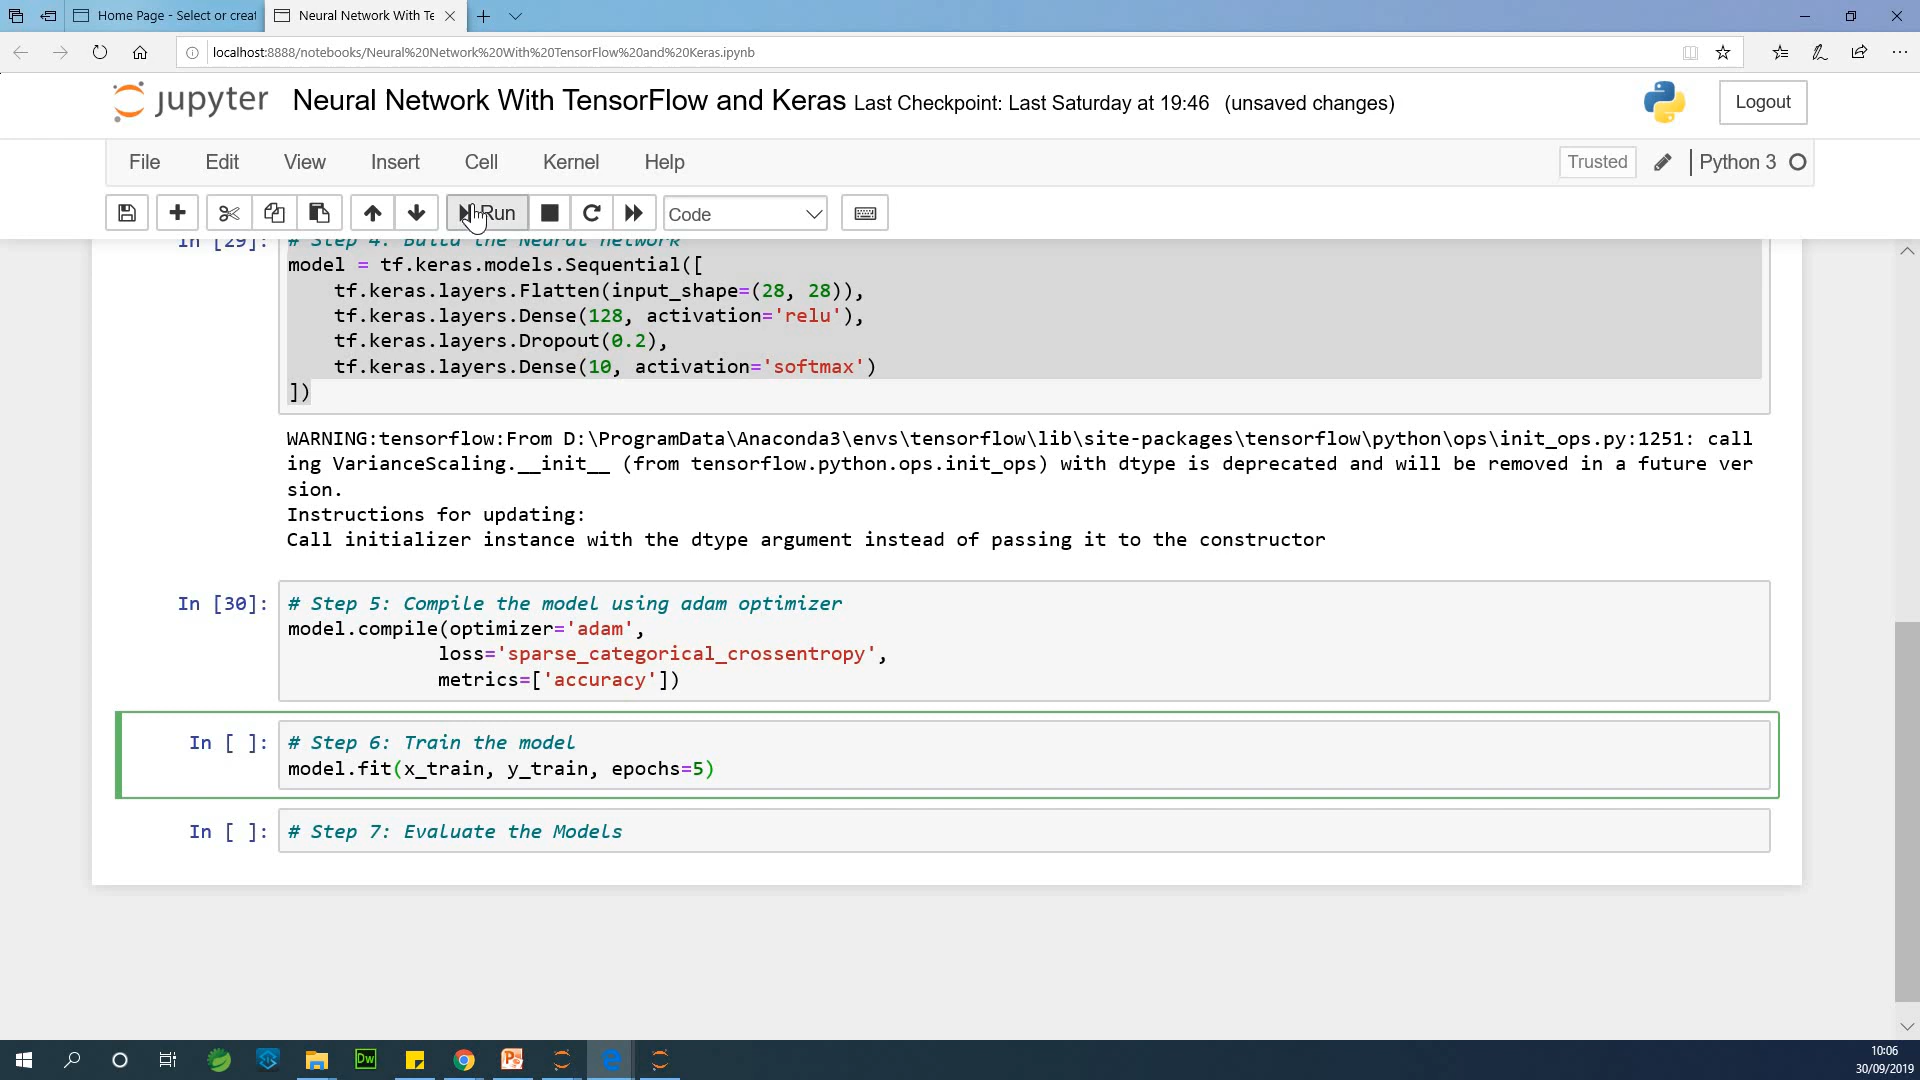 Home Page - Select or creat
Neural Network With Te
localhost:8888/notebooks/Neural%20Network%20With%20TensorFlow%20and%20Keras.ipynb
jupyter Neural Network With TensorFlow and Keras Last Checkpoint: Last Saturday at 19:46 (unsaved changes)
Logout
File Edit View Insert Cell Kernel Help
Trusted
Python 3
Run
Code
In [29]: # Step 4: Build the Neural network
model = tf.keras.models.Sequential([
    tf.keras.layers.Flatten(input_shape=(28, 28)),
    tf.keras.layers.Dense(128, activation='relu'),
    tf.keras.layers.Dropout(0.2),
    tf.keras.layers.Dense(10, activation='softmax')
])
WARNING:tensorflow:From D:\ProgramData\Anaconda3\envs\tensorflow\lib\site-packages\tensorflow\python\ops\init_ops.py:1251: call
ing VarianceScaling.__init__ (from tensorflow.python.ops.init_ops) with dtype is deprecated and will be removed in a future ver
sion.
Instructions for updating:
Call initializer instance with the dtype argument instead of passing it to the constructor
In [30]: # Step 5: Compile the model using adam optimizer
model.compile(optimizer='adam',
             loss='sparse_categorical_crossentropy',
             metrics=['accuracy'])
In [ ]: # Step 6: Train the model
model.fit(x_train, y_train, epochs=5)
In [ ]: # Step 7: Evaluate the Models
Dw
10:06
30/09/2019